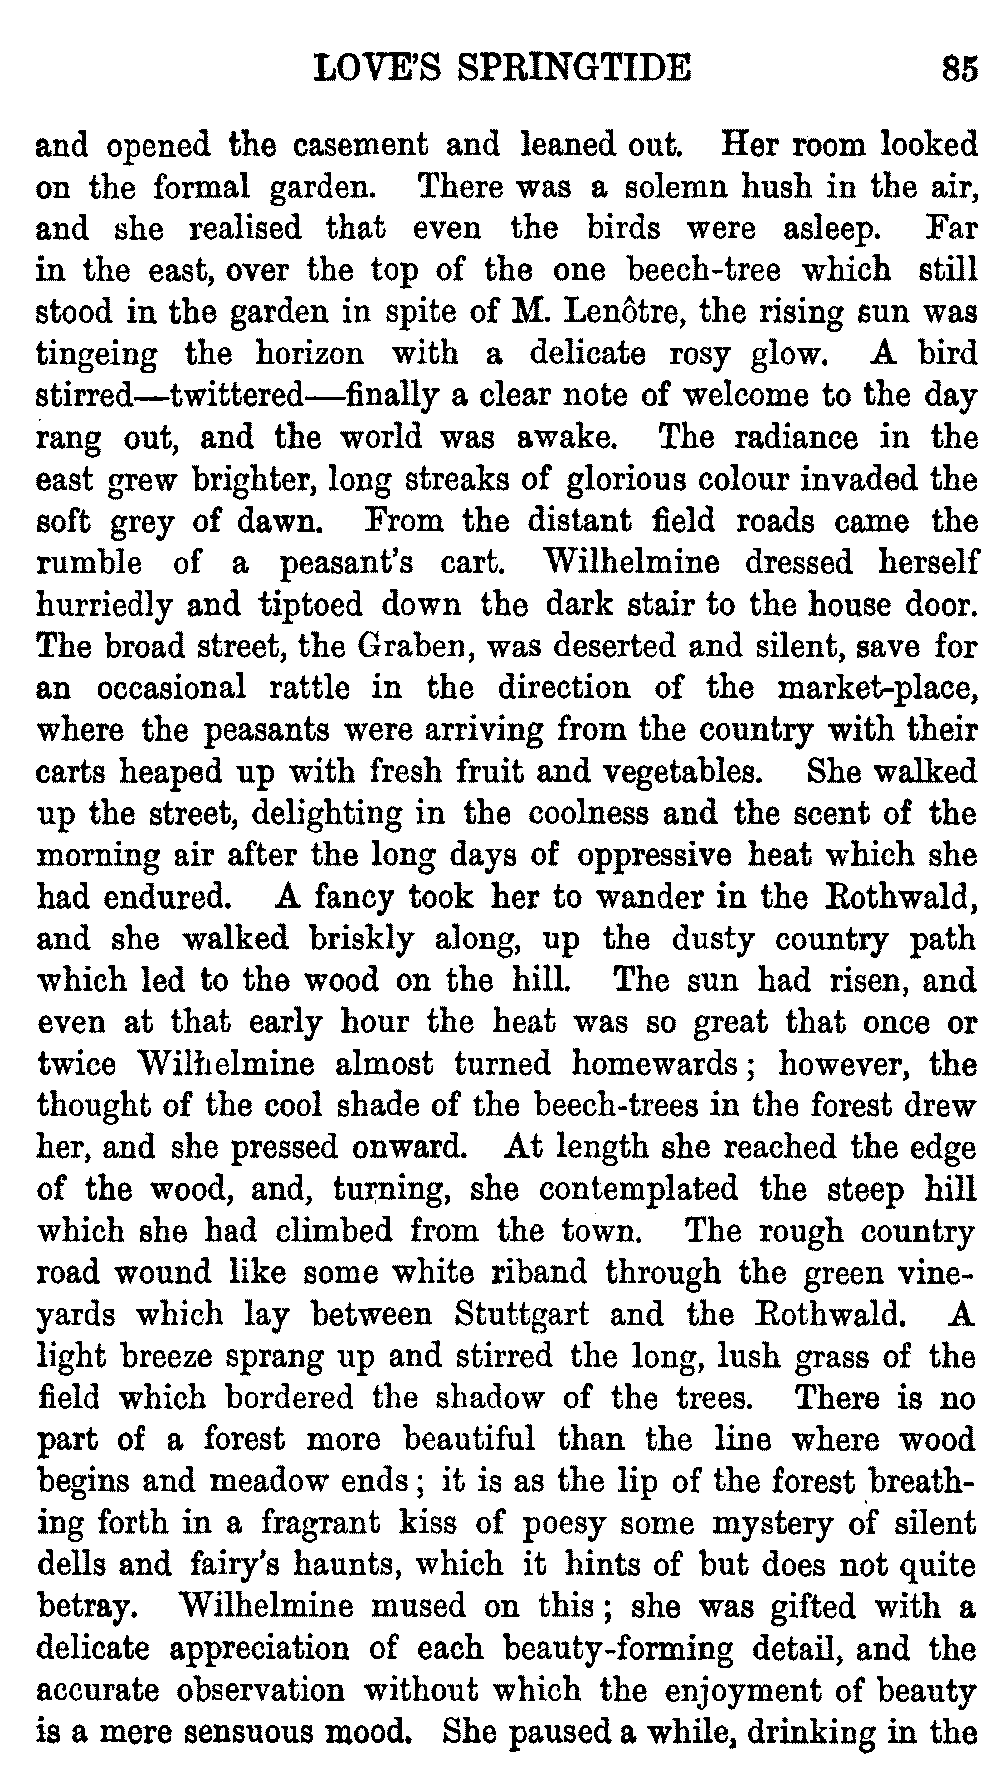 LOVE'S SPRINGTIDE 85
and opened the casement and leaned out. Her room looked
on the formal garden. There was a solemn hush in the air,
and she realised that even the birds were asleep. Far
in the east, over the top of the one beech-tree which still
stood in the garden in spite of M. Lenôtre, the rising sun was
tingeing the horizon with a delicate rosy glow. A bird
stirred—twittered—finally a clear note of welcome to the day
rang out, and the world was awake. The radiance in the
east grew brighter, long streaks of glorious colour invaded the
soft grey of dawn. From the distant field roads came the
rumble of a peasant's cart. Wilhelmine dressed herself
hurriedly and tiptoed down the dark stair to the house door.
The broad street, the Graben, was deserted and silent, save for
an occasional rattle in the direction of the market-place,
where the peasants were arriving from the country with their
carts heaped up with fresh fruit and vegetables. She walked
up the street, delighting in the coolness and the scent of the
morning air after the long days of oppressive heat which she
had endured. A fancy took her to wander in the Rothwald,
and she walked briskly along, up the dusty country path
which led to the wood on the hill. The sun had risen, and
even at that early hour the heat was so great that once or
twice Wilhelmine almost turned homewards; however, the
thought of the cool shade of the beech-trees in the forest drew
her, and she pressed onward. At length she reached the edge
of the wood, and, turning, she contemplated the steep hill
which she had climbed from the town. The rough country
road wound like some white riband through the green vine-
yards which lay between Stuttgart and the Rothwald. A
light breeze sprang up and stirred the long, lush grass of the
field which bordered the shadow of the trees. There is no
part of a forest more beautiful than the line where wood
begins and meadow ends; it is as the lip of the forest breath-
ing forth in a fragrant kiss of poesy some mystery of silent
dells and fairy's haunts, which it hints of but does not quite
betray. Wilhelmine mused on this; she was gifted with a
delicate appreciation of each beauty-forming detail, and the
accurate observation without which the enjoyment of beauty
is a mere sensuous mood. She paused a while, drinking in the